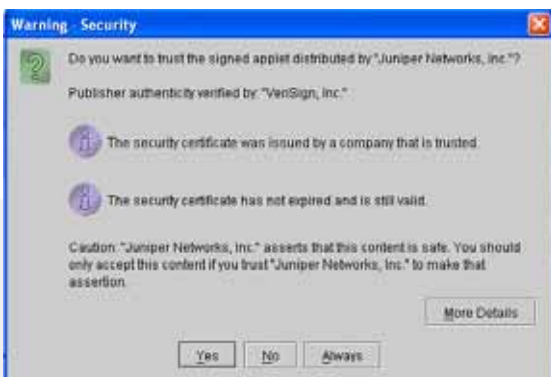 Warning - Security
Do you want to trust the signed applet distributed by "Juniper Networks, Inc."?
Publisher authenticity verified by: "VeriSign, Inc."
The security certificate was issued by a company that is trusted.
The security certificate has not expired and is still valid.
Caution: "Juniper Networks, Inc." asserts that this content is safe. You should
only accept this content if you trust "Juniper Networks, Inc." to make that
assertion.
More Details
Yes No Always